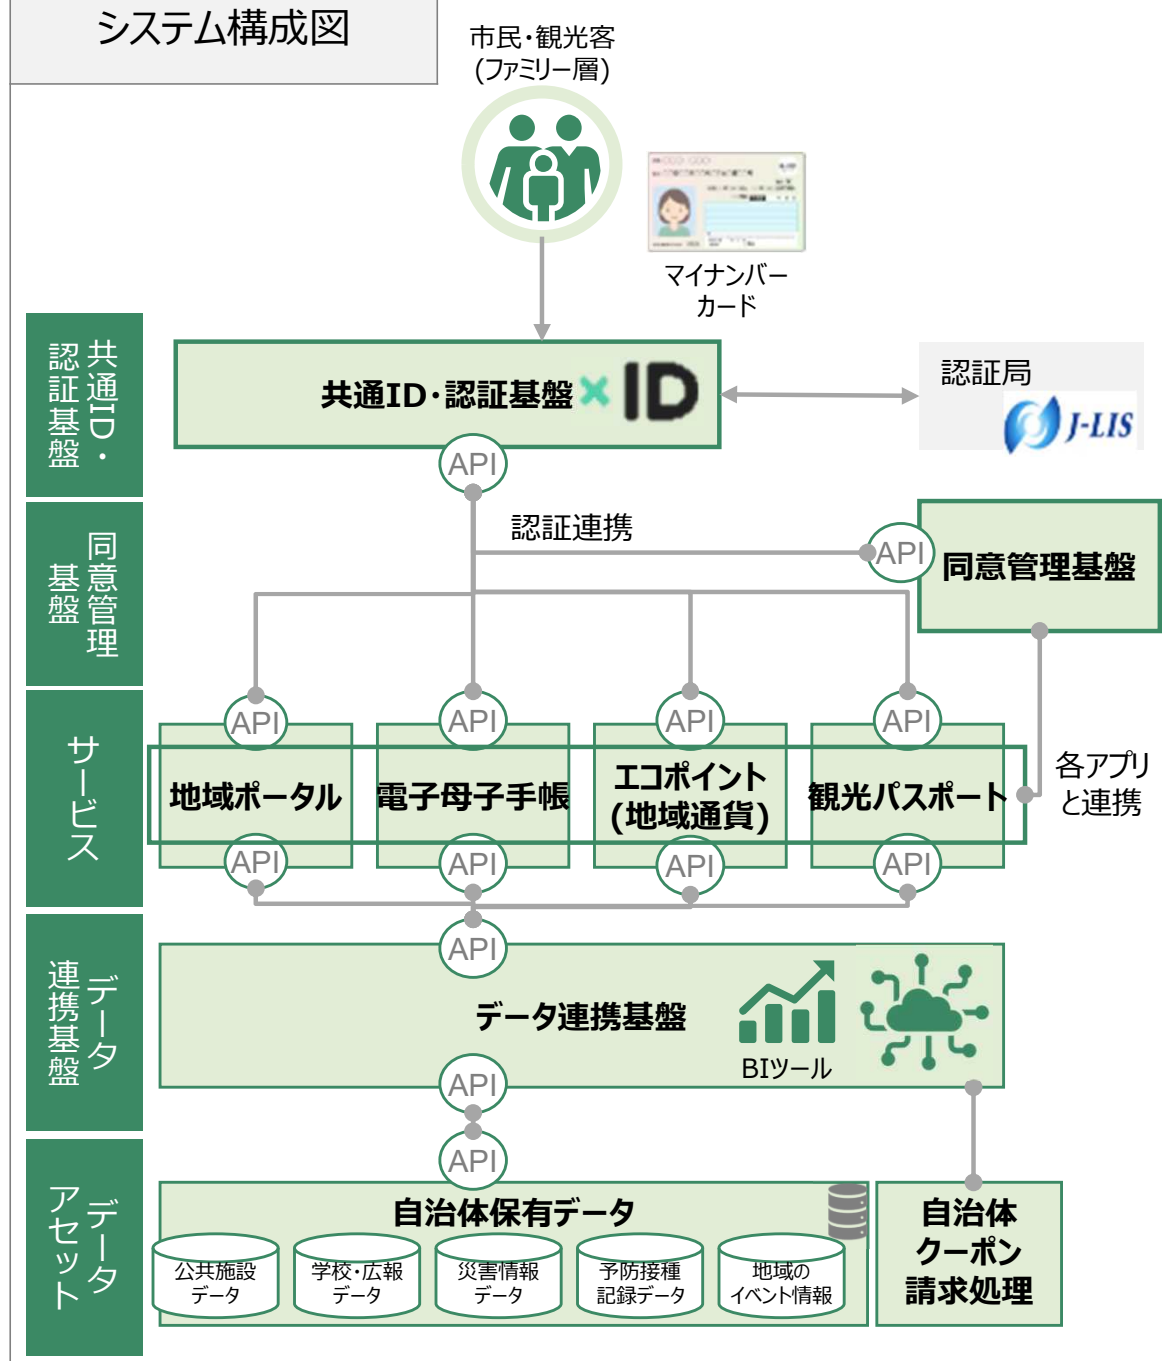 システム構成図
市民・観光客
(ファミリー層)
マイナンバー
カード
共通ID・
認証基盤
共通ID・認証基盤×ID
認証局
J-LIS
API
同意管理
基盤
認証連携
API
同意管理基盤
サービス
API
API
API
API
地域ポータル
電子母子手帳
エコポイント
(地域通貨)
観光パスポート
各アプリ
と連携
API
API
API
API
データ
連携基盤
API
データ連携基盤
BIツール
API
データ
アセット
API
自治体保有データ
公共施設
データ
学校・広報
データ
災害情報
データ
予防接種
記録データ
地域の
イベント情報
自治体
クーポン
請求処理